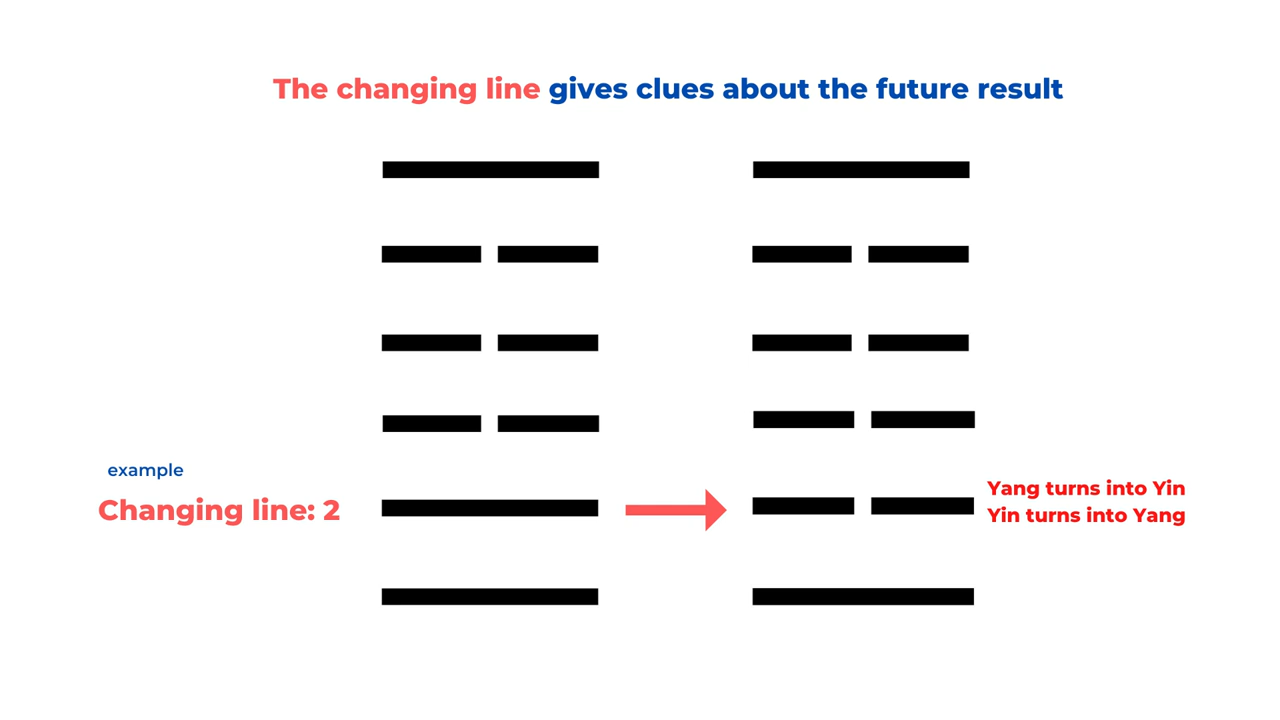 The changing line gives clues about the future result
example
Changing line: 2
Yang turns into Yin
Yin turns into Yang